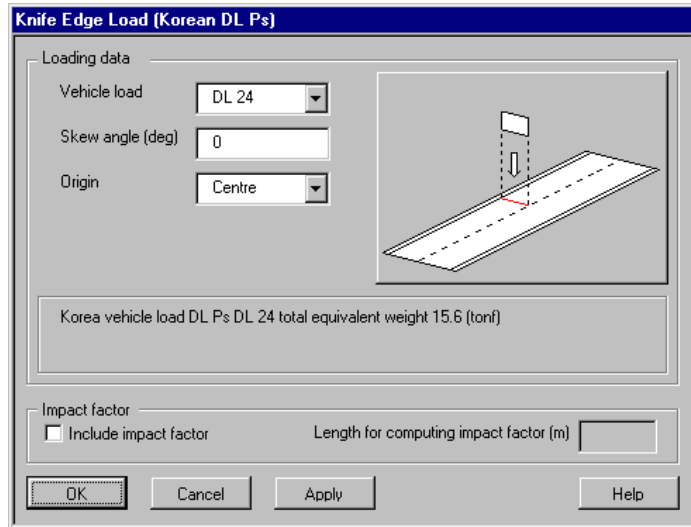 Knife Edge Load (Korean DL Ps)
Loading data
Vehicle load DL 24
Skew angle (deg) 0
Origin Centre
Korea vehicle load DL Ps DL 24 total equivalent weight 15.6 (tonf)
Impact factor
Include impact factor Length for computing impact factor (m)
OK Cancel Apply Help